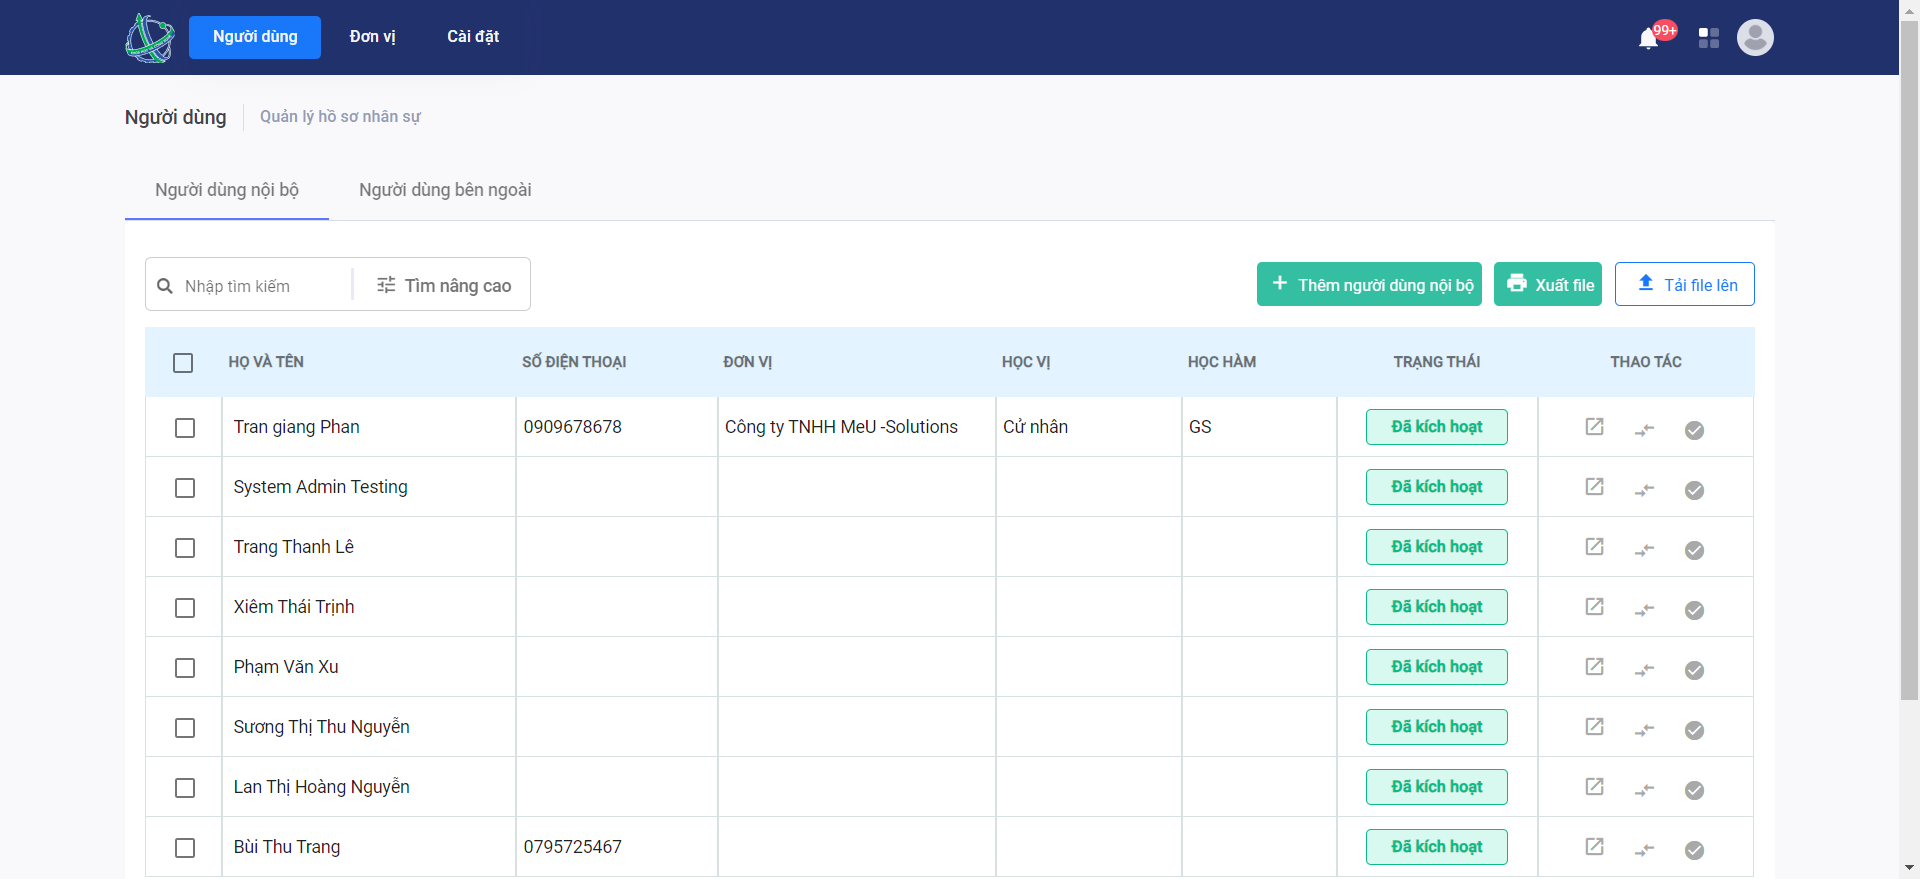 Người dùng Đơn vị Cài đặt 99+
Người dùng Quản lý hồ sơ nhân sự
Người dùng nội bộ Người dùng bên ngoài
Nhập tìm kiếm Tìm nâng cao Thêm người dùng nội bộ Xuất file Tải file lên
HỌ VÀ TÊN SỐ ĐIỆN THOẠI ĐƠN VỊ HỌC VỊ HỌC HÀM TRẠNG THÁI THAO TÁC
Tran giang Phan 0909678678 Công ty TNHH MeU -Solutions Cử nhân GS Đã kích hoạt
System Admin Testing Đã kích hoạt
Trang Thanh Lê Đã kích hoạt
Xiêm Thái Trịnh Đã kích hoạt
Phạm Văn Xu Đã kích hoạt
Sương Thị Thu Nguyễn Đã kích hoạt
Lan Thị Hoàng Nguyễn Đã kích hoạt
Bùi Thu Trang 0795725467 Đã kích hoạt